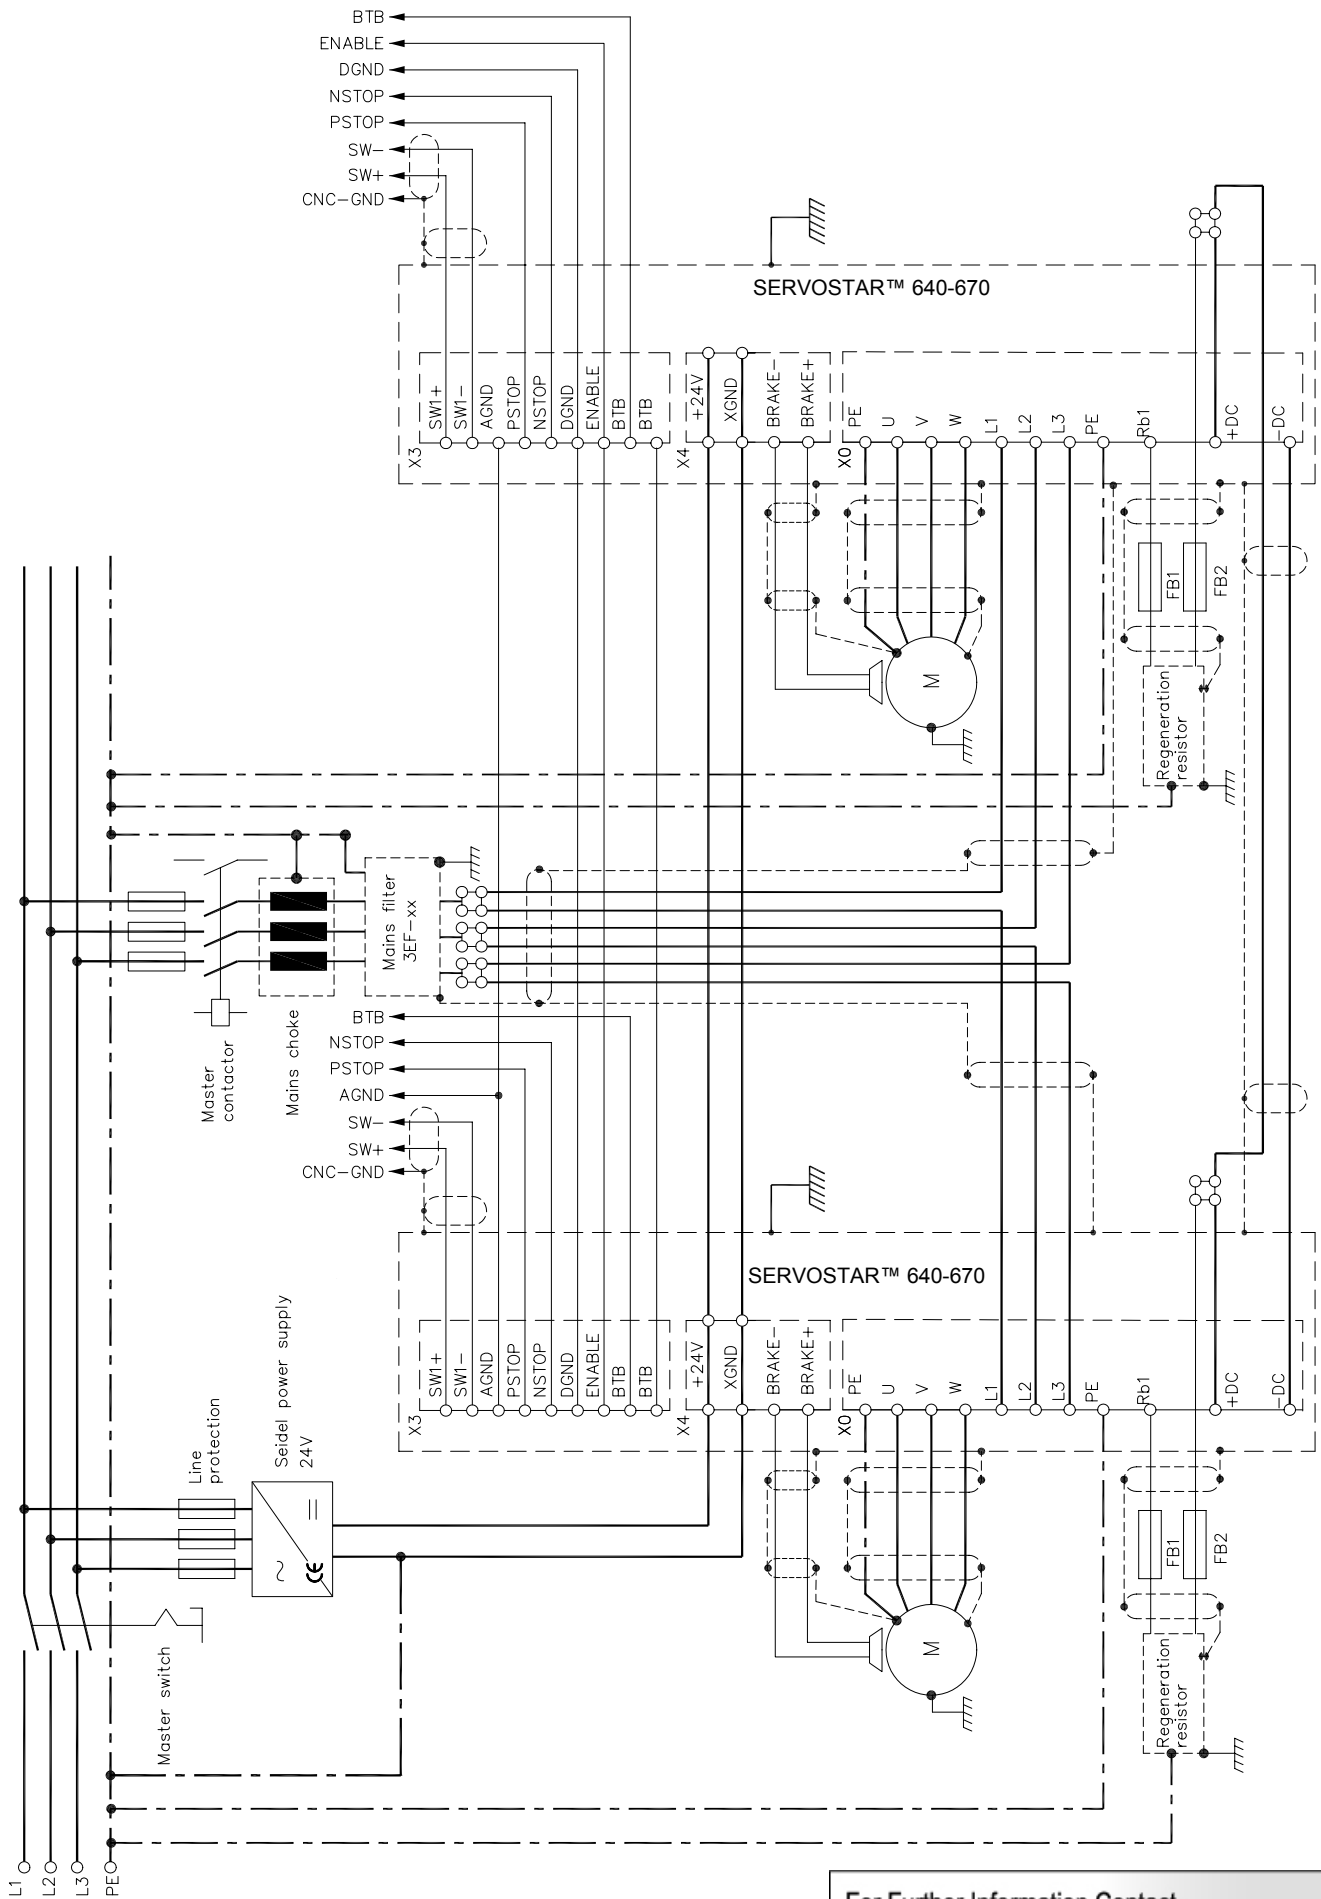 BTB
ENABLE
DGND
NSTOP
PSTOP
SW-
SW+
CNC-GND
SERVOSTAR™ 640-670
X3
SW1+
SW1-
AGND
PSTOP
NSTOP
DGND
ENABLE
BTB
BTB
X4
+24V
XGND
BRAKE-
BRAKE+
X0
PE
U
V
W
L1
L2
L3
PE
Rb1
+DC
-DC
FB1
FB2
M
Regeneration
resistor
Mains filter
3EF-xx
Master
contactor
Mains choke
BTB
NSTOP
PSTOP
AGND
SW-
SW+
CNC-GND
SERVOSTAR™ 640-670
X3
SW1+
SW1-
AGND
PSTOP
NSTOP
DGND
ENABLE
BTB
BTB
X4
+24V
XGND
BRAKE-
BRAKE+
X0
PE
U
V
W
L1
L2
L3
PE
Rb1
+DC
-DC
FB1
FB2
M
Regeneration
resistor
Line
protection
Seidel power supply
24V
CE
Master switch
L1
L2
L3
PE
For Further Information Contact